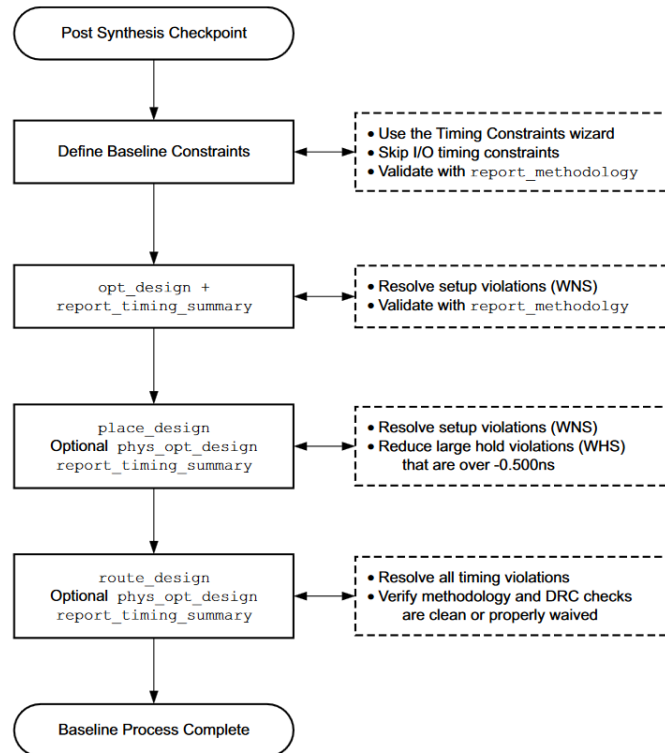 Post Synthesis Checkpoint
Define Baseline Constraints
• Use the Timing Constraints wizard
• Skip I/O timing constraints
• Validate with report_methodology
opt_design +
report_timing_summary
• Resolve setup violations (WNS)
• Validate with report_methodolgy
place_design
Optional phys_opt_design
report_timing_summary
• Resolve setup violations (WNS)
• Reduce large hold violations (WHS)
that are over -0.500ns
route_design
Optional phys_opt_design
report_timing_summary
• Resolve all timing violations
• Verify methodology and DRC checks
are clean or properly waived
Baseline Process Complete